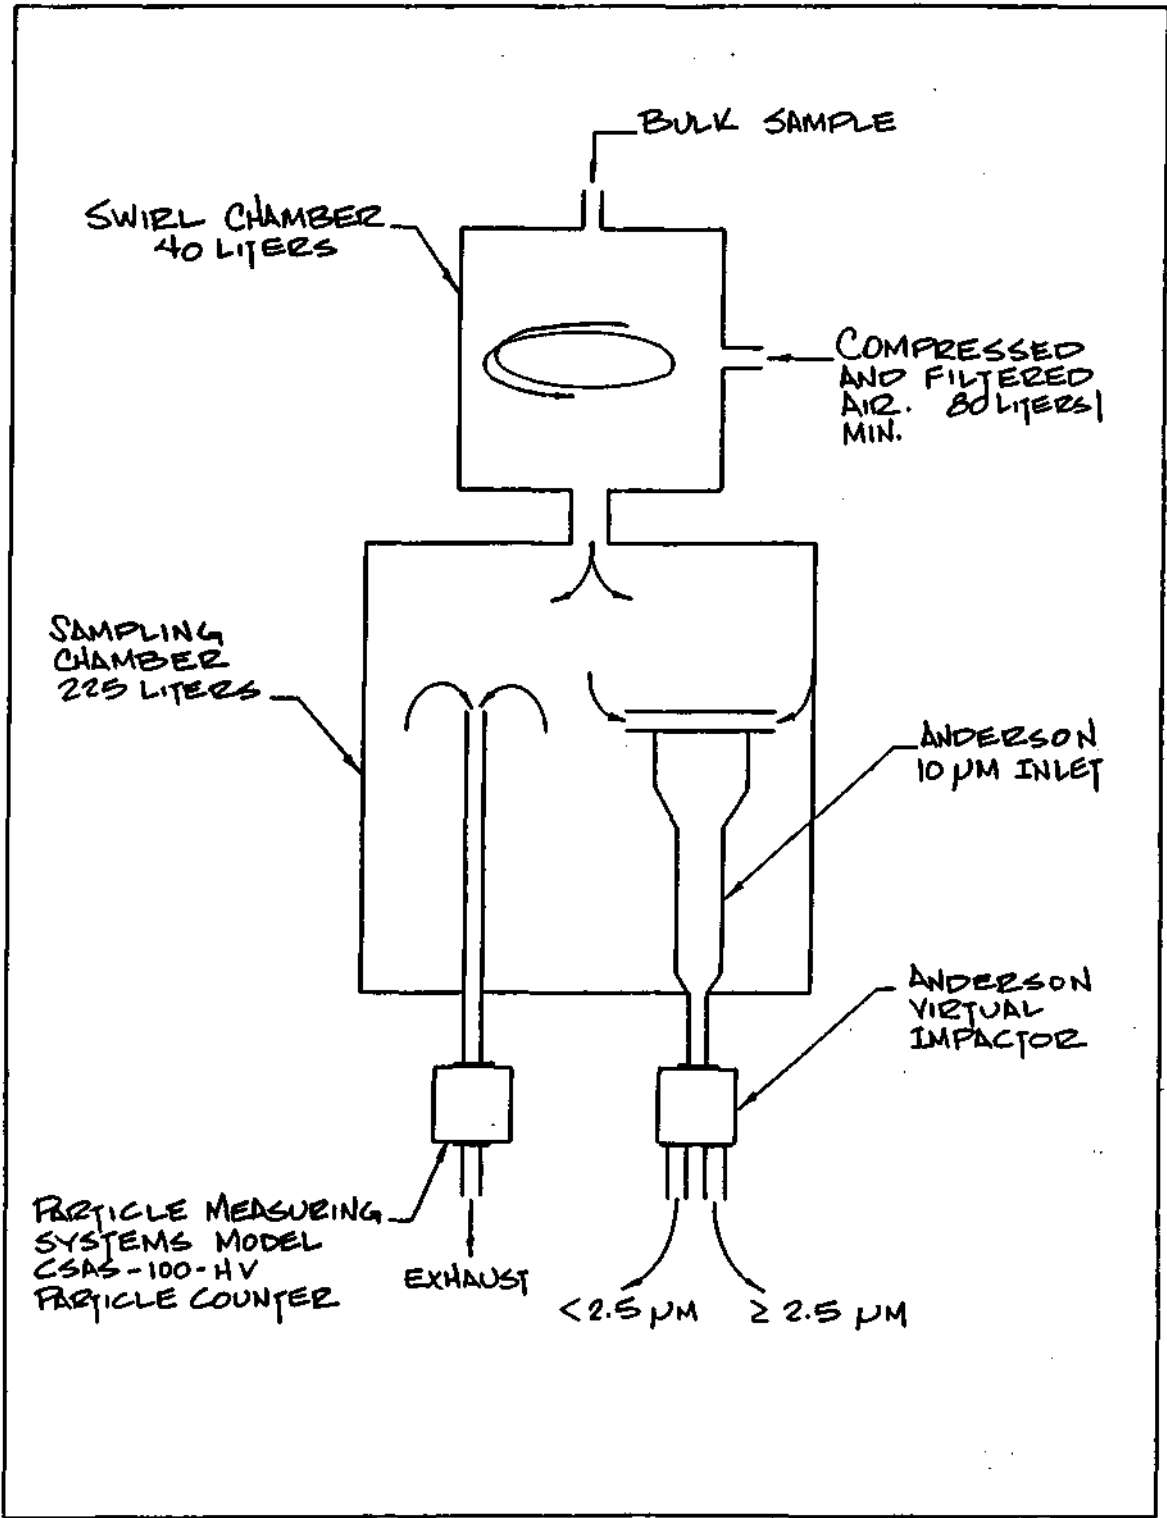 BULK SAMPLE
SWIRL CHAMBER
40 LITERS
COMPRESSED
AND FILTERED
AIR. 80 LITERS/
MIN.
SAMPLING
CHAMBER
225 LITERS
ANDERSON
10 µM INLET
ANDERSON
VIRTUAL
IMPACTOR
PARTICLE MEASURING
SYSTEMS MODEL
CSAS-100-HV
PARTICLE COUNTER
EXHAUST
< 2.5 µM
≥ 2.5 µM